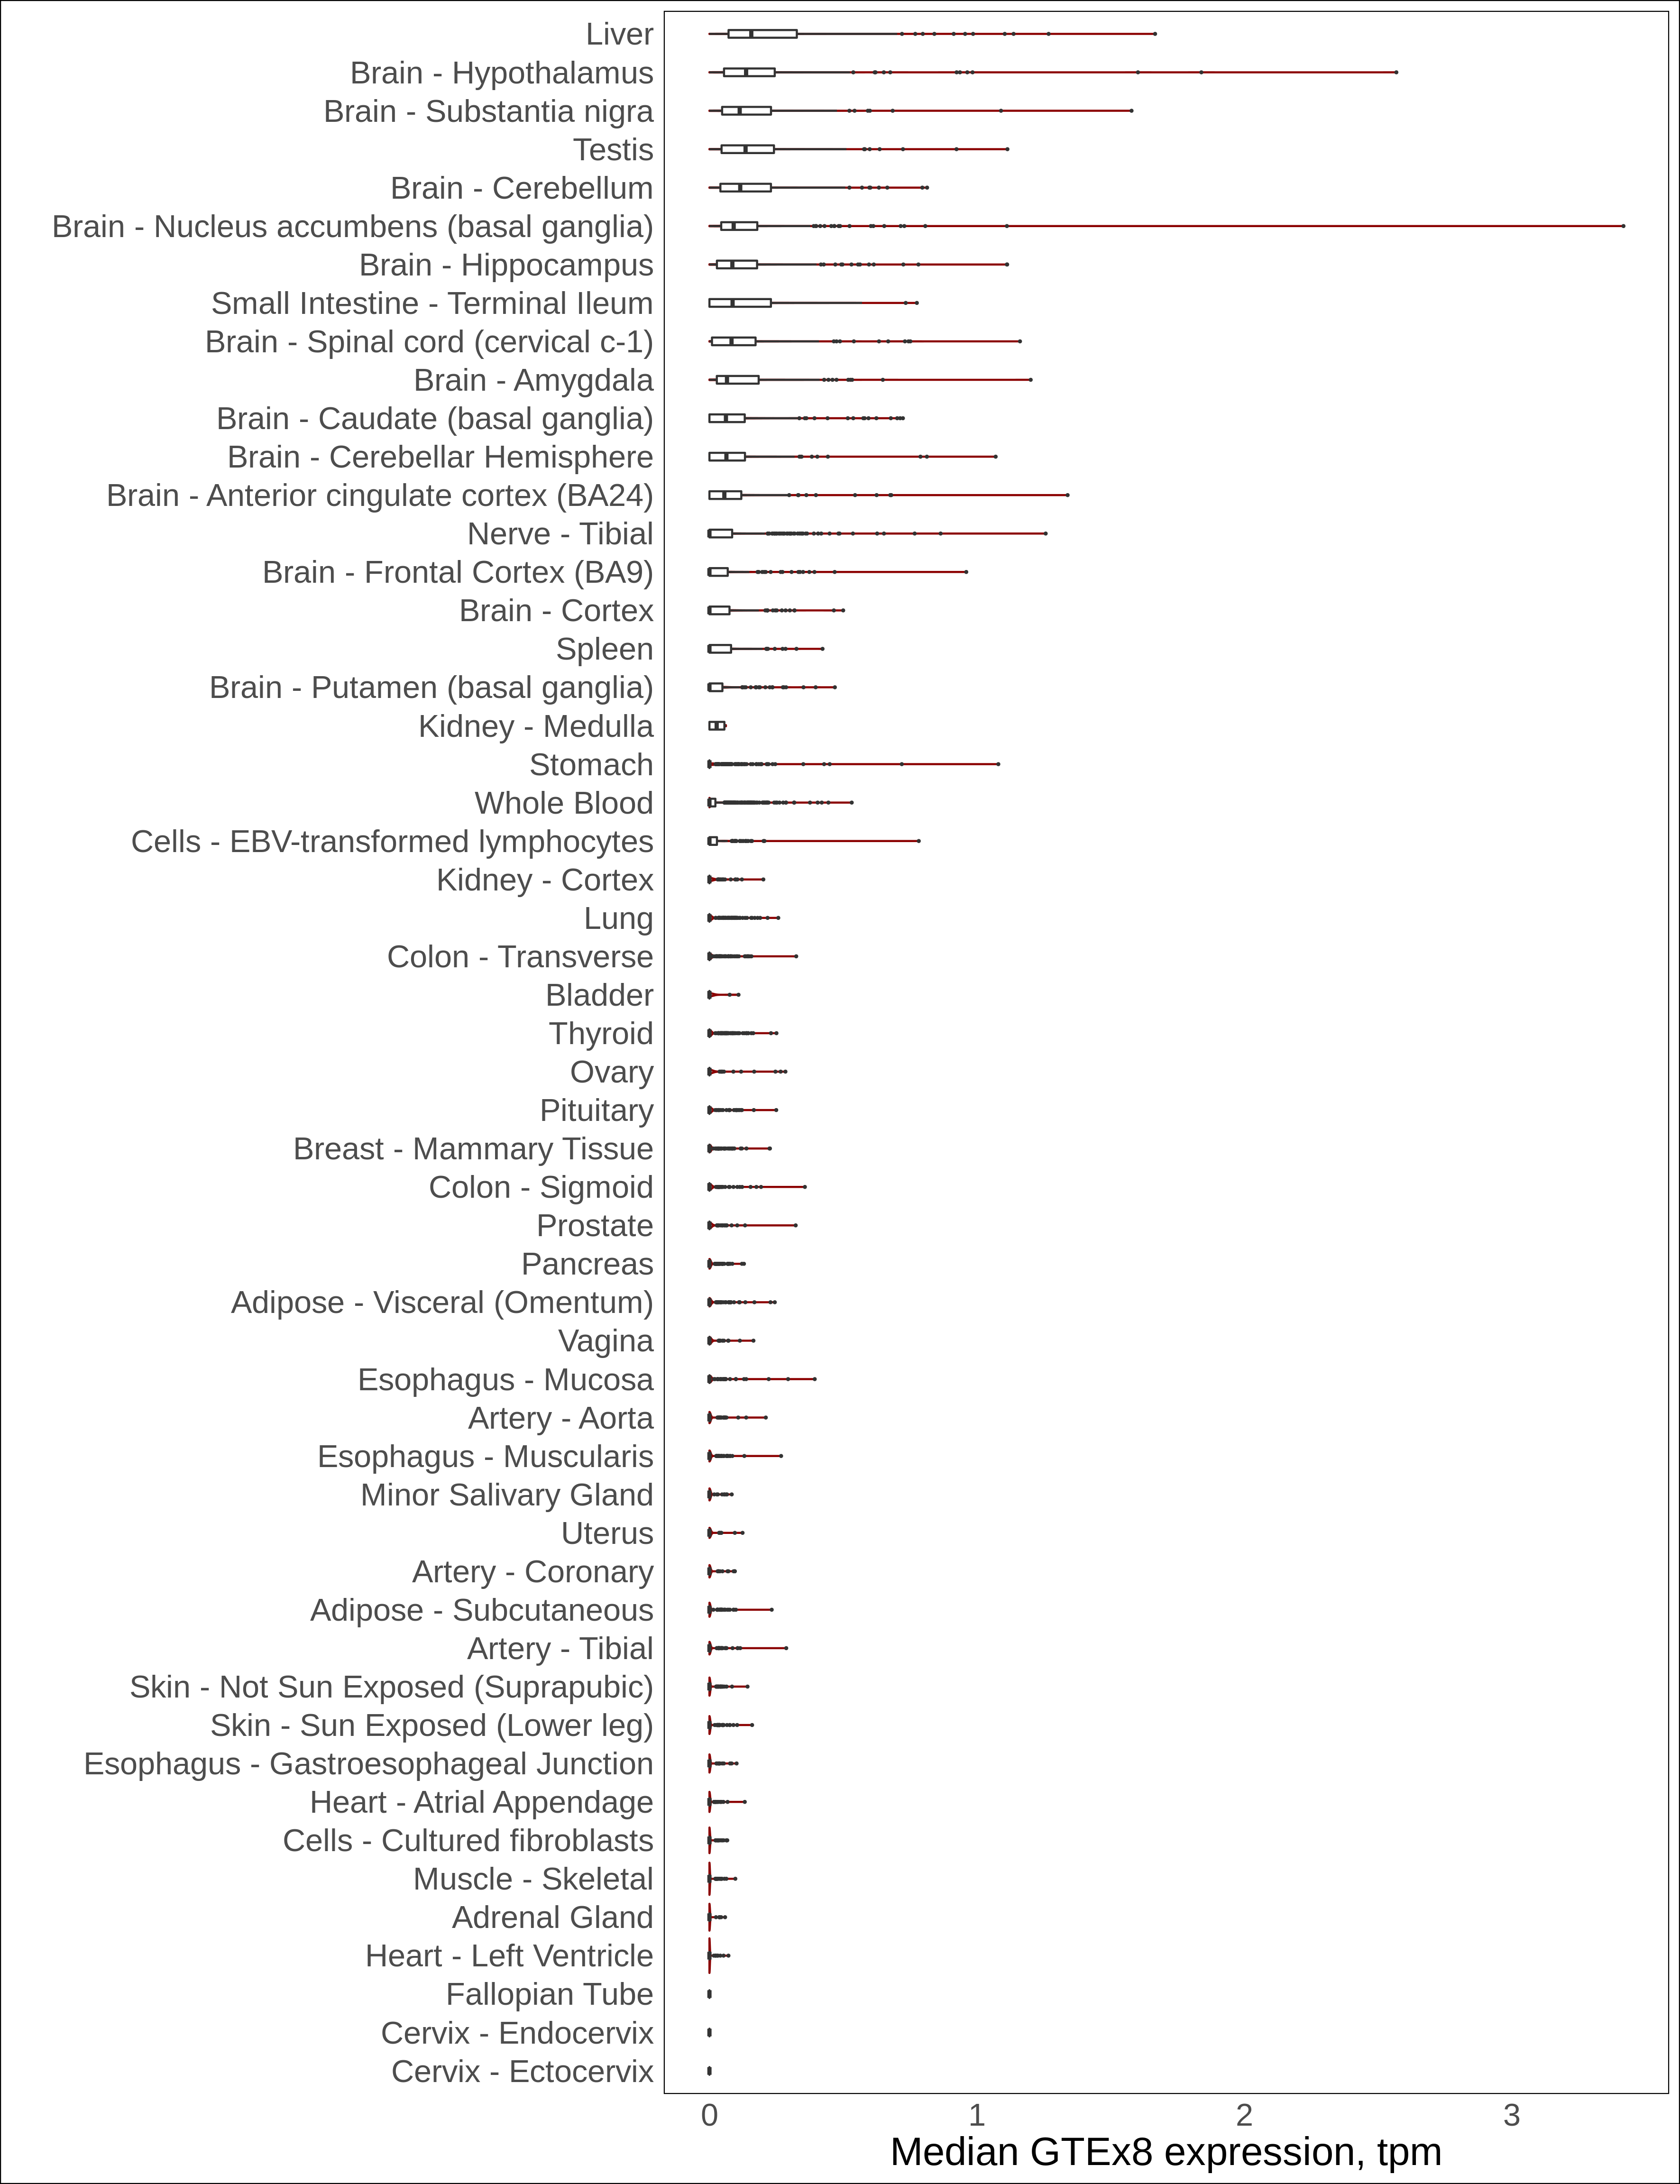 Liver
Brain - Hypothalamus
Brain - Substantia nigra
Testis
Brain - Cerebellum
Brain - Nucleus accumbens (basal ganglia)
Brain - Hippocampus
Small Intestine - Terminal Ileum
Brain - Spinal cord (cervical c-1)
Brain - Amygdala
Brain - Caudate (basal ganglia)
Brain - Cerebellar Hemisphere
Brain - Anterior cingulate cortex (BA24)
Nerve - Tibial
Brain - Frontal Cortex (BA9)
Brain - Cortex
Spleen
Brain - Putamen (basal ganglia)
Kidney - Medulla
Stomach
Whole Blood
Cells - EBV-transformed lymphocytes
Kidney - Cortex
Lung
Colon - Transverse
Bladder
Thyroid
Ovary
Pituitary
Breast - Mammary Tissue
Colon - Sigmoid
Prostate
Pancreas
Adipose - Visceral (Omentum)
Vagina
Esophagus - Mucosa
Artery - Aorta
Esophagus - Muscularis
Minor Salivary Gland
Uterus
Artery - Coronary
Adipose - Subcutaneous
Artery - Tibial
Skin - Not Sun Exposed (Suprapubic)
Skin - Sun Exposed (Lower leg)
Esophagus - Gastroesophageal Junction
Heart - Atrial Appendage
Cells - Cultured fibroblasts
Muscle - Skeletal
Adrenal Gland
Heart - Left Ventricle
Fallopian Tube
Cervix - Endocervix
Cervix - Ectocervix
0 1 2 3
Median GTEx8 expression, tpm